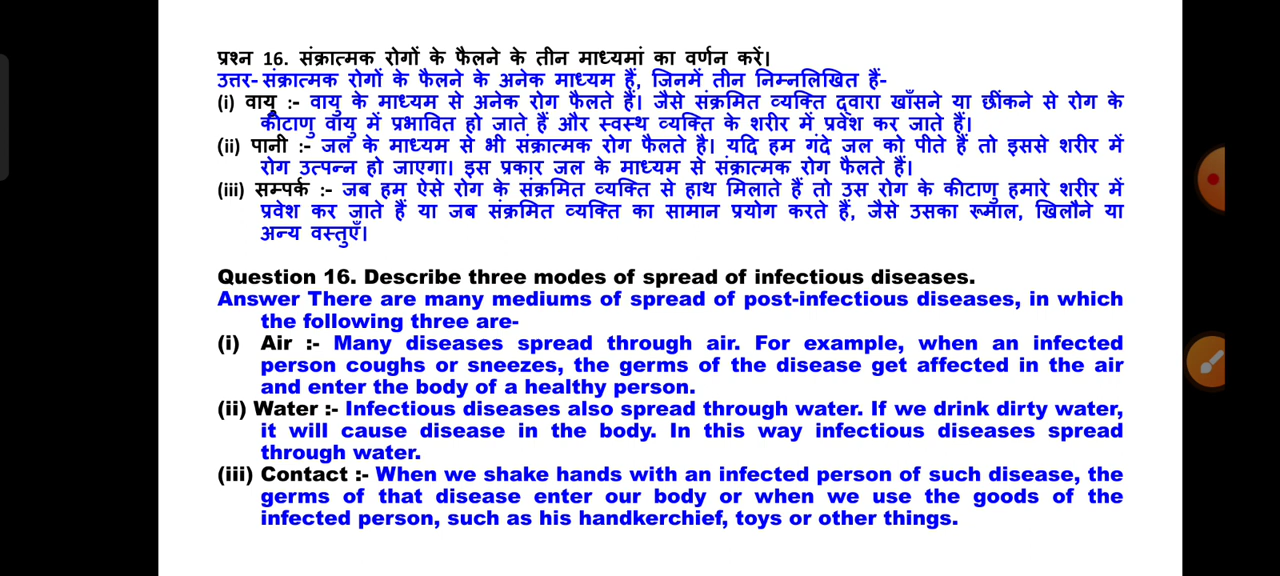 प्रश्न 16. संक्रात्मक रोगों के फैलने के तीन माध्यमां का वर्णन करें।
उत्तर- संक्रात्मक रोगों के फैलने के अनेक माध्यम हैं, जिनमें तीन निम्नलिखित हैं-
(i) वायु :- वायु के माध्यम से अनेक रोग फैलते हैं। जैसे संक्रमित व्यक्ति द्वारा खाँसने या छींकने से रोग के
कीटाणु वायु में प्रभावित हो जाते हैं और स्वस्थ व्यक्ति के शरीर में प्रवेश कर जाते हैं।
(ii) पानी :- जल के माध्यम से भी संक्रात्मक रोग फैलते है। यदि हम गंदे जल को पीते हैं तो इससे शरीर में
रोग उत्पन्न हो जाएगा। इस प्रकार जल के माध्यम से संक्रात्मक रोग फैलते हैं।
(iii) सम्पर्क :- जब हम ऐसे रोग के संक्रमित व्यक्ति से हाथ मिलाते हैं तो उस रोग के कीटाणु हमारे शरीर में
प्रवेश कर जाते हैं या जब संक्रमित व्यक्ति का सामान प्रयोग करते हैं, जैसे उसका रूमाल, खिलौने या
अन्य वस्तुएँ।
Question 16. Describe three modes of spread of infectious diseases.
Answer There are many mediums of spread of post-infectious diseases, in which
the following three are-
(i) Air :- Many diseases spread through air. For example, when an infected
person coughs or sneezes, the germs of the disease get affected in the air
and enter the body of a healthy person.
(ii) Water :- Infectious diseases also spread through water. If we drink dirty water,
it will cause disease in the body. In this way infectious diseases spread
through water.
(iii) Contact :- When we shake hands with an infected person of such disease, the
germs of that disease enter our body or when we use the goods of the
infected person, such as his handkerchief, toys or other things.